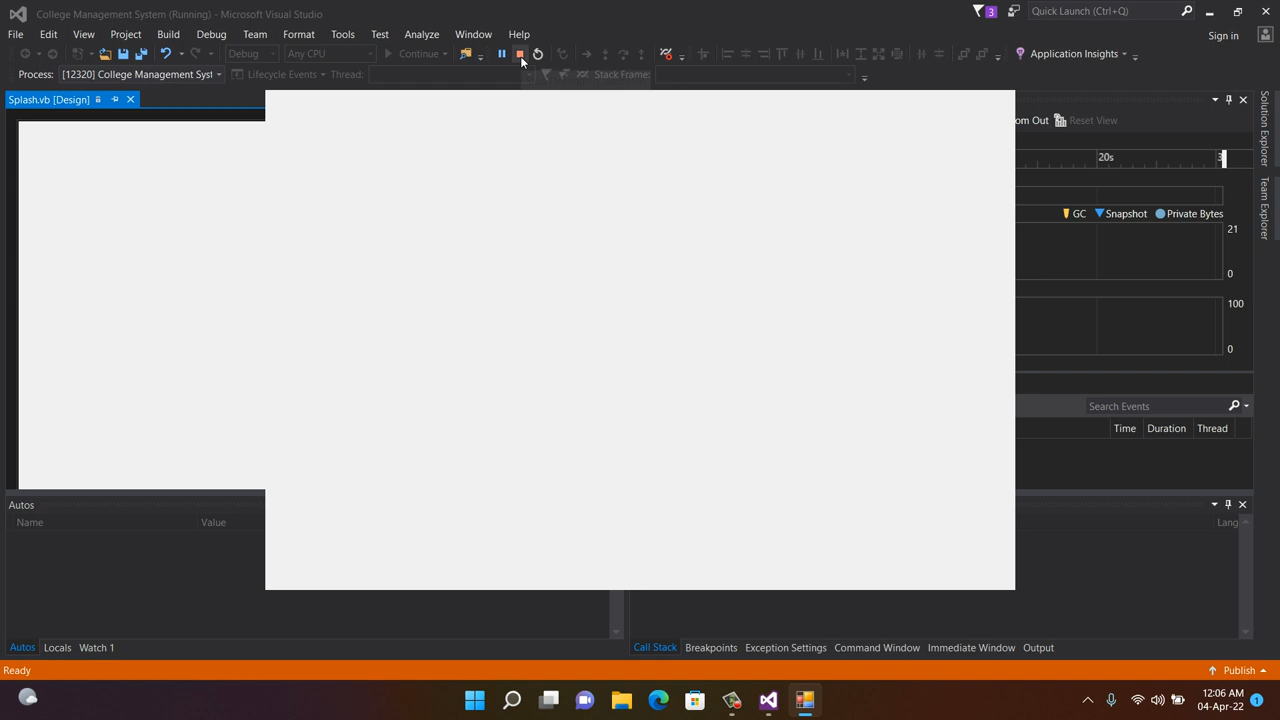 College Management System (Running) - Microsoft Visual Studio
3
Quick Launch (Ctrl+Q)
File Edit View Project Build Debug Team Format Tools Test Analyze Window Help
Sign in
Debug Any CPU Continue Application Insights
Process: [12320] College Management Syst Lifecycle Events Thread: Stack Frame:
Splash.vb [Design]
om Out Reset View
20s 3
GC Snapshot Private Bytes
21
0
100
0
Search Events
Time Duration Thread
Autos
Name Value Lang
Autos Locals Watch 1
Call Stack Breakpoints Exception Settings Command Window Immediate Window Output
Solution Explorer
Team Explorer
Ready
Publish
12:06 AM
04-Apr-22
1